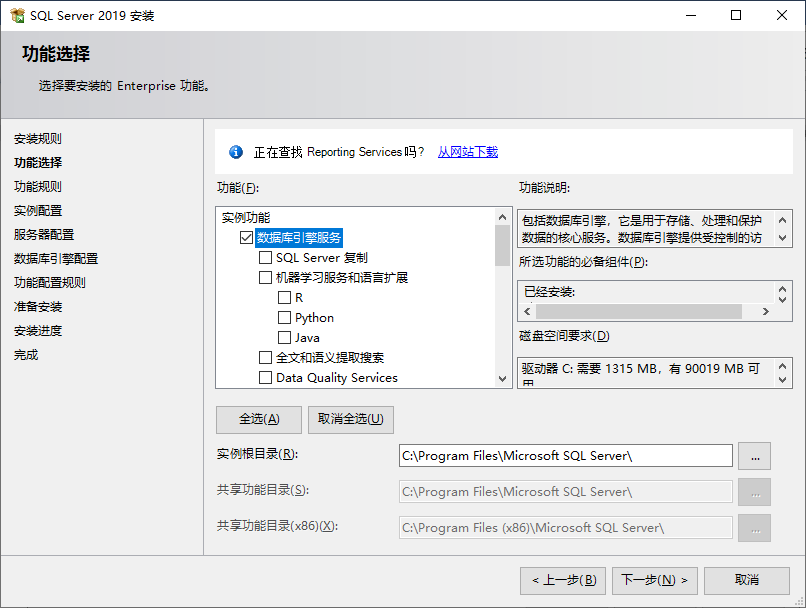 SQL Server 2019 安装
功能选择
选择要安装的 Enterprise 功能。
安装规则
功能选择
功能规则
实例配置
服务器配置
数据库引擎配置
功能配置规则
准备安装
安装进度
完成
正在查找 Reporting Services 吗? 从网站下载
功能(F):
实例功能
数据库引擎服务
SQL Server 复制
机器学习服务和语言扩展
R
Python
Java
全文和语义提取搜索
Data Quality Services
功能说明:
包括数据库引擎，它是用于存储、处理和保护
数据的核心服务。数据库引擎提供受控的访
所选功能的必备组件(P):
已经安装:
磁盘空间要求(D)
驱动器 C: 需要 1315 MB，有 90019 MB 可
用
全选(A) 取消全选(U)
实例根目录(R): C:\Program Files\Microsoft SQL Server\ ...
共享功能目录(S): C:\Program Files\Microsoft SQL Server\ ...
共享功能目录(x86)(X): C:\Program Files (x86)\Microsoft SQL Server\ ...
< 上一步(B) 下一步(N) > 取消